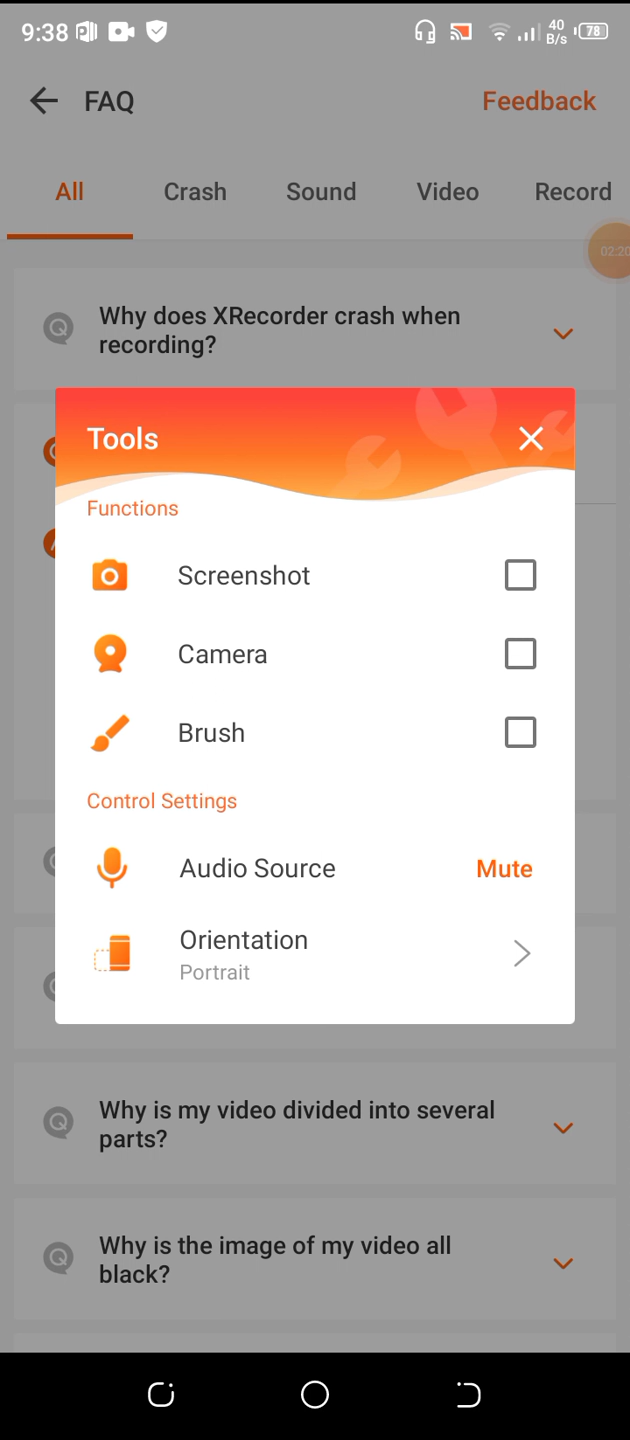 9:38
40
B/s
78
FAQ
Feedback
All
Crash
Sound
Video
Record
02:20
Why does XRecorder crash when
recording?
Tools
Functions
Screenshot
Camera
Brush
Control Settings
Audio Source
Mute
Orientation
Portrait
Why is my video divided into several
parts?
Why is the image of my video all
black?